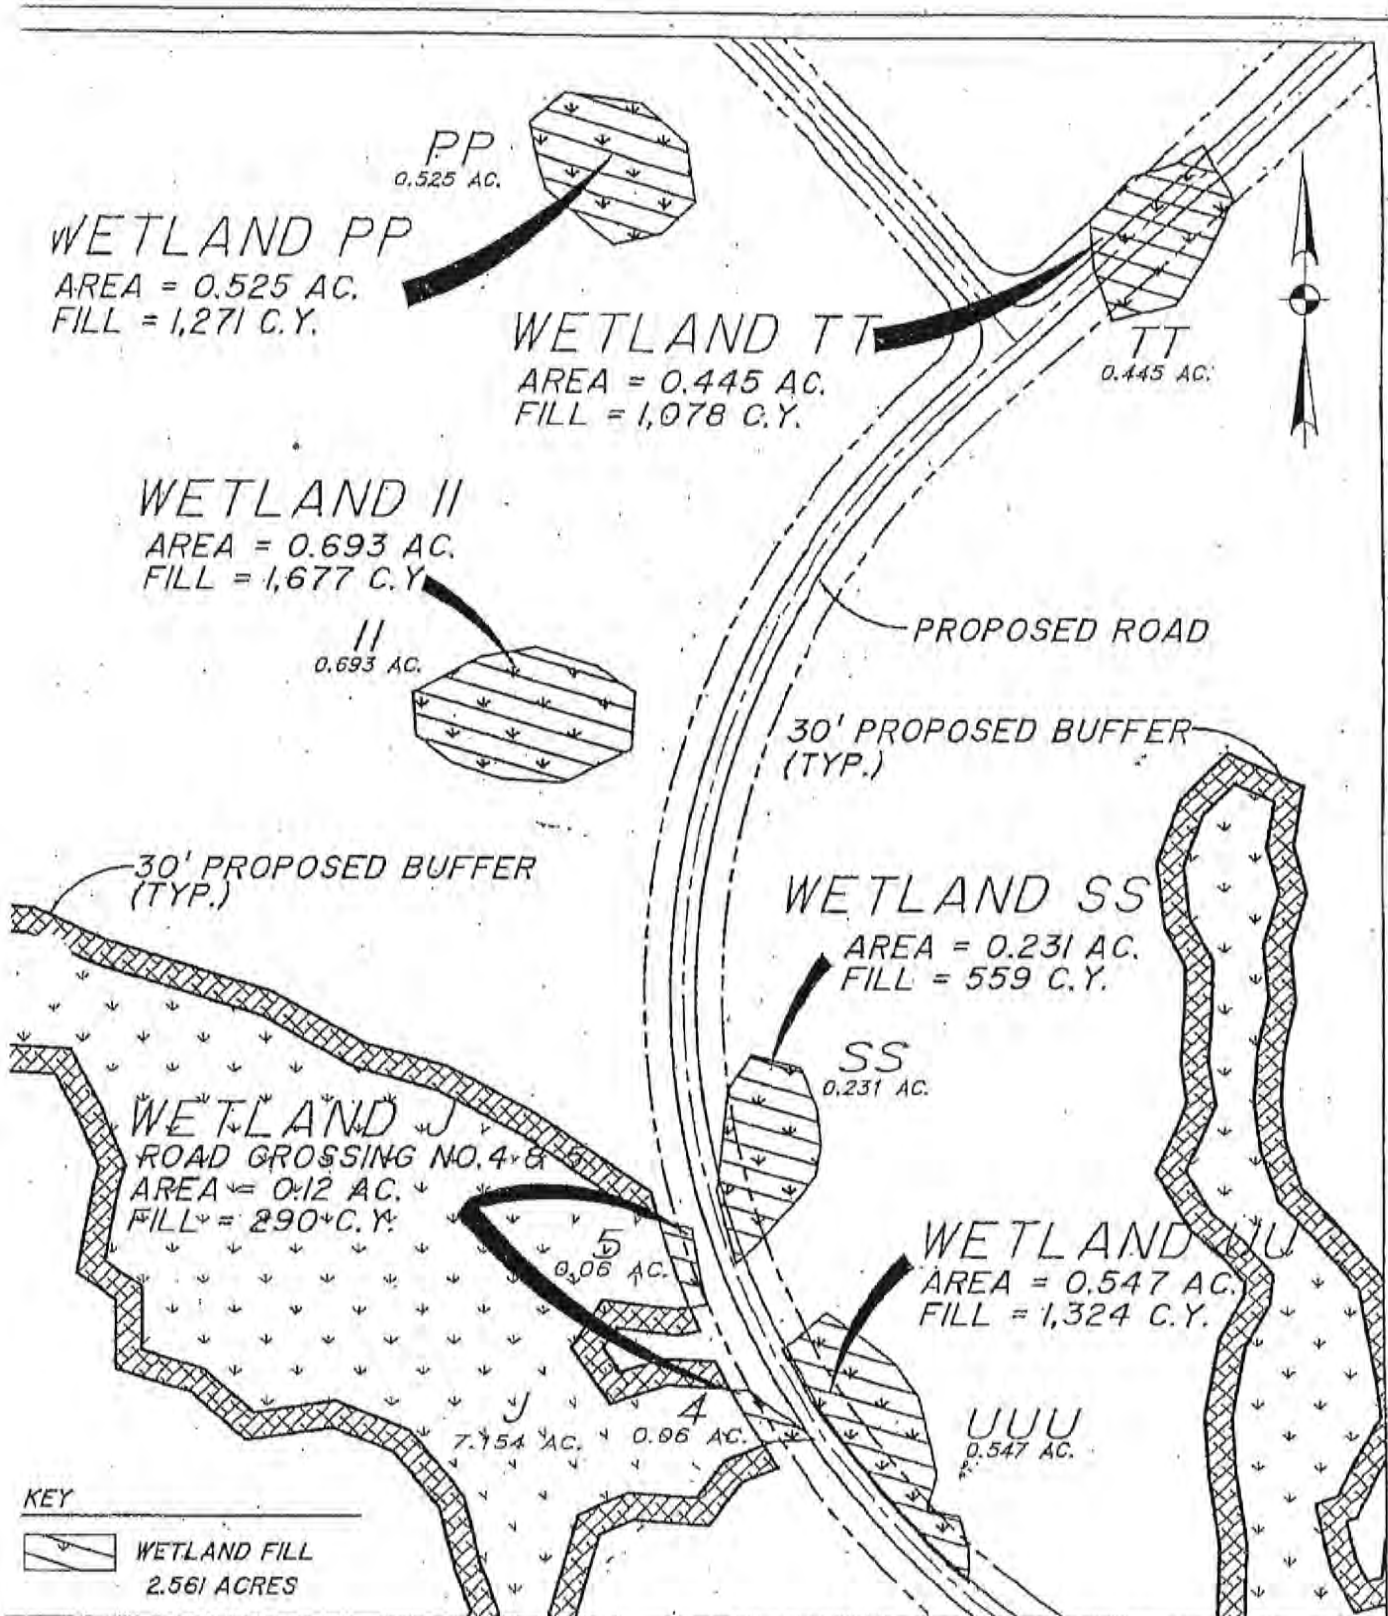 PP
0.525 AC.
WETLAND PP
AREA = 0.525 AC.
FILL = 1,271 C.Y.
WETLAND TT
AREA = 0.445 AC.
FILL = 1,078 C.Y.
TT
0.445 AC.
WETLAND II
AREA = 0.693 AC.
FILL = 1,677 C.Y.
II
0.693 AC.
PROPOSED ROAD
30' PROPOSED BUFFER
(TYP.)
30' PROPOSED BUFFER
(TYP.)
WETLAND SS
AREA = 0.231 AC.
FILL = 559 C.Y.
SS
0.231 AC.
WETLAND J
ROAD CROSSING NO. 4 & 5
AREA = 0.12 AC.
FILL = 290 C.Y.
5
0.06 AC.
WETLAND UU
AREA = 0.547 AC.
FILL = 1,324 C.Y.
J
7.154 AC.
4
0.06 AC.
UUU
0.547 AC.
KEY
WETLAND FILL
2.561 ACRES